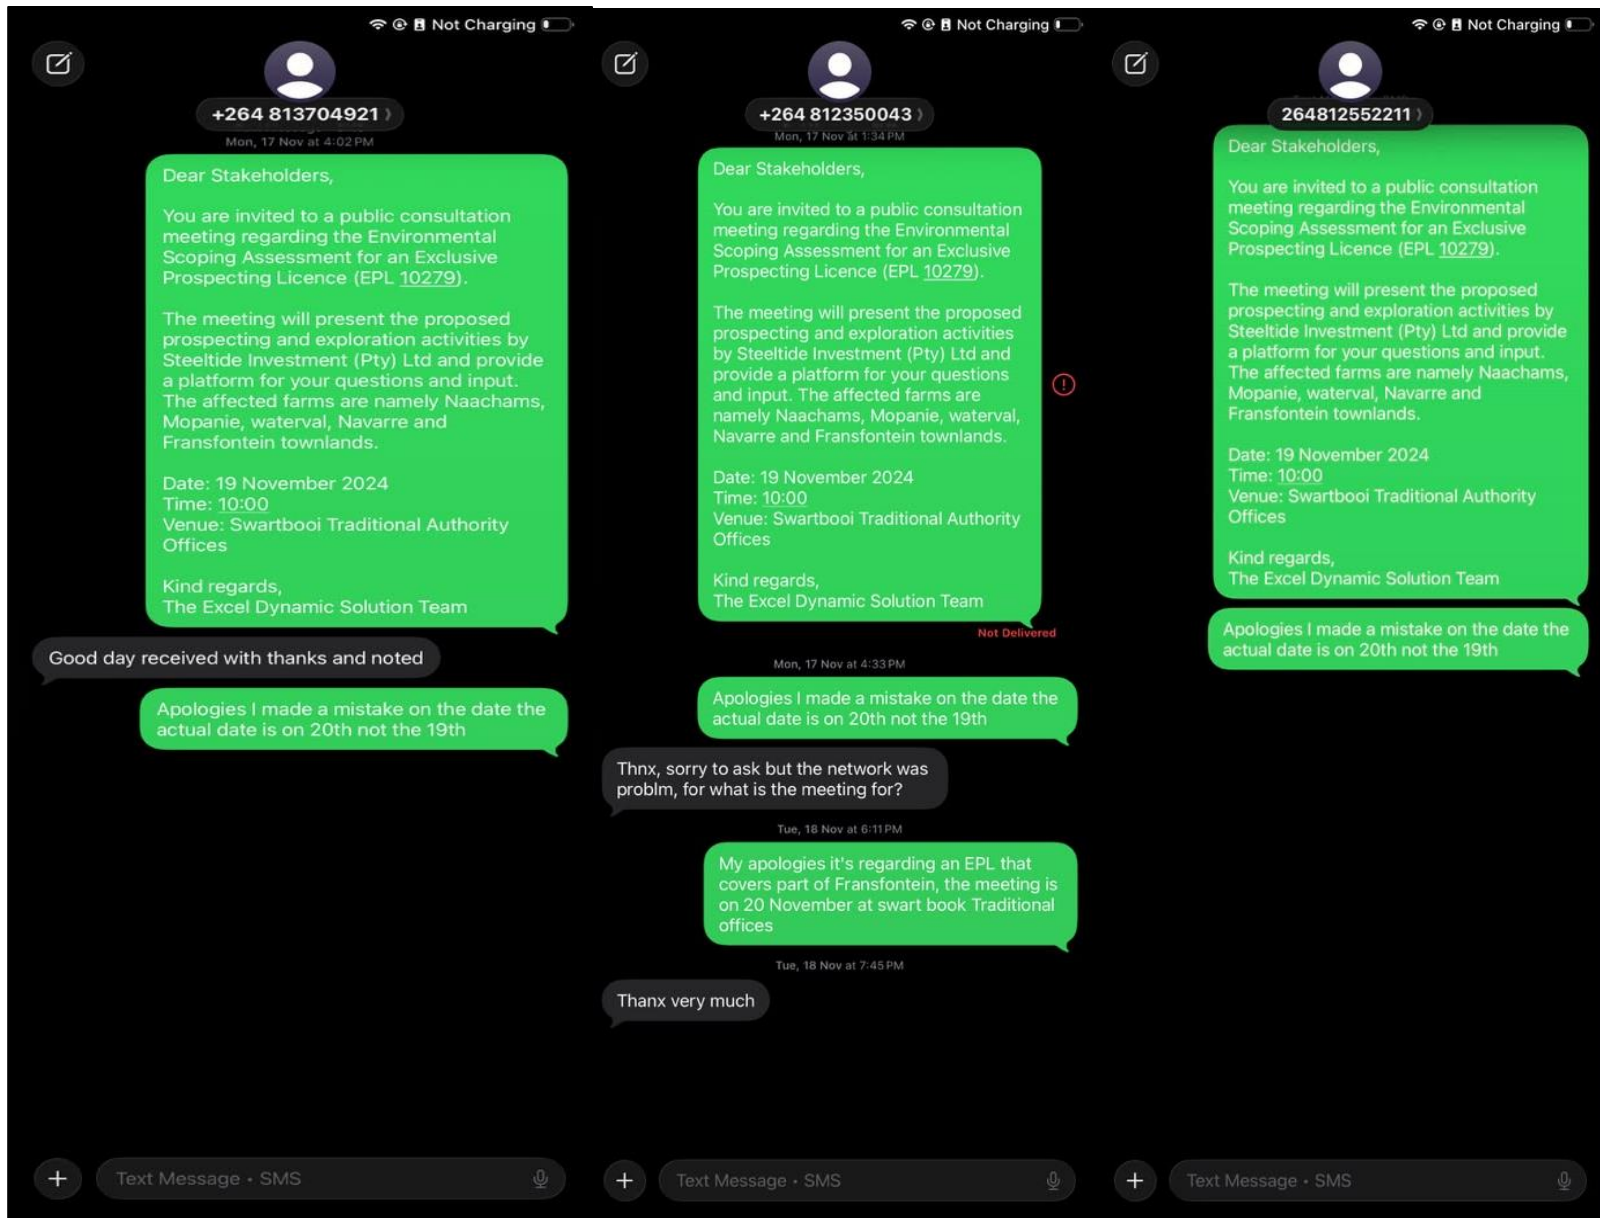 Not Charging
+264 813704921
Mon, 17 Nov at 4:02 PM
Dear Stakeholders,
You are invited to a public consultation
meeting regarding the Environmental
Scoping Assessment for an Exclusive
Prospecting Licence (EPL 10279).
The meeting will present the proposed
prospecting and exploration activities by
Steeltide Investment (Pty) Ltd and provide
a platform for your questions and input.
The affected farms are namely Naachams,
Mopanie, waterval, Navarre and
Fransfontein townlands.
Date: 19 November 2024
Time: 10:00
Venue: Swartbooi Traditional Authority
Offices
Kind regards,
The Excel Dynamic Solution Team
Good day received with thanks and noted
Apologies I made a mistake on the date the
actual date is on 20th not the 19th
Text Message • SMS
Not Charging
+264 812350043
Mon, 17 Nov at 1:34 PM
Dear Stakeholders,
You are invited to a public consultation
meeting regarding the Environmental
Scoping Assessment for an Exclusive
Prospecting Licence (EPL 10279).
The meeting will present the proposed
prospecting and exploration activities
by Steeltide Investment (Pty) Ltd and
provide a platform for your questions
and input. The affected farms are
namely Naachams, Mopanie, waterval,
Navarre and Fransfontein townlands.
Date: 19 November 2024
Time: 10:00
Venue: Swartbooi Traditional Authority
Offices
Kind regards,
The Excel Dynamic Solution Team
Not Delivered
Mon, 17 Nov at 4:33 PM
Apologies I made a mistake on the date the
actual date is on 20th not the 19th
Thnx, sorry to ask but the network was
problm, for what is the meeting for?
Tue, 18 Nov at 6:11 PM
My apologies it's regarding an EPL that
covers part of Fransfontein, the meeting is
on 20 November at swart book Traditional
offices
Tue, 18 Nov at 7:45 PM
Thanx very much
Text Message • SMS
Not Charging
264812552211
Dear Stakeholders,
You are invited to a public consultation
meeting regarding the Environmental
Scoping Assessment for an Exclusive
Prospecting Licence (EPL 10279).
The meeting will present the proposed
prospecting and exploration activities by
Steeltide Investment (Pty) Ltd and provide
a platform for your questions and input.
The affected farms are namely Naachams,
Mopanie, waterval, Navarre and
Fransfontein townlands.
Date: 19 November 2024
Time: 10:00
Venue: Swartbooi Traditional Authority
Offices
Kind regards,
The Excel Dynamic Solution Team
Apologies I made a mistake on the date the
actual date is on 20th not the 19th
Text Message • SMS